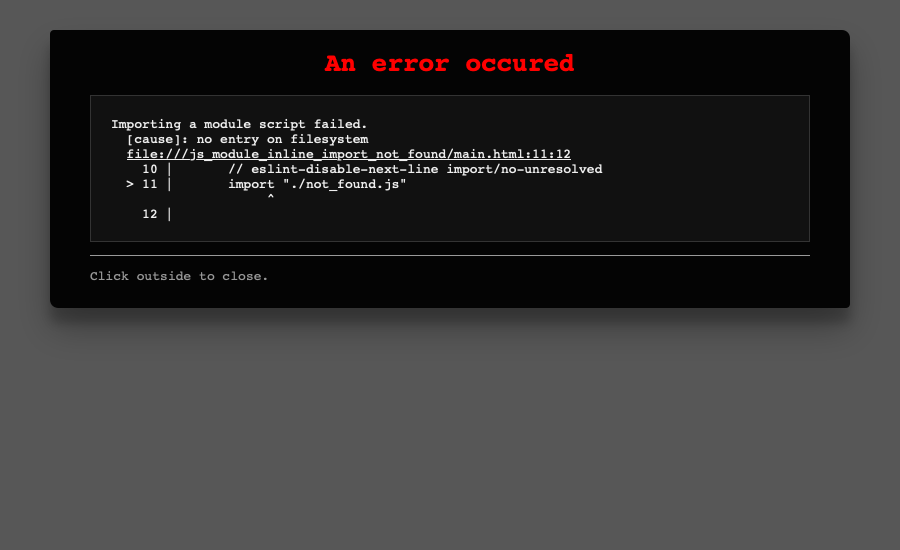 An error occured
Importing a module script failed.
  [cause]: no entry on filesystem
  file:///js_module_inline_import_not_found/main.html:11:12
    10 |       // eslint-disable-next-line import/no-unresolved
  > 11 |       import "./not_found.js"
                    ^
    12 |
Click outside to close.